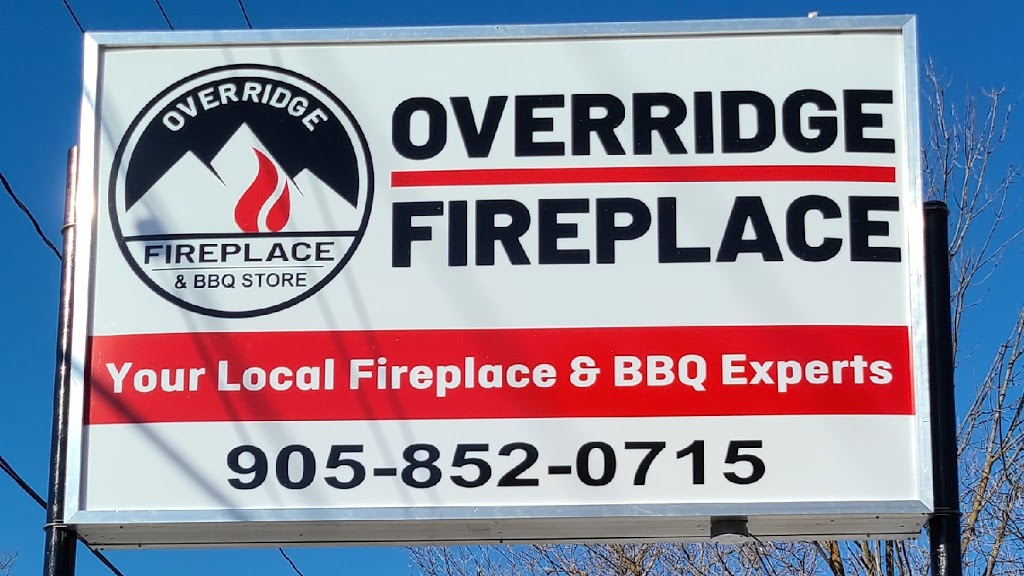 OVERRIDGE
FIREPLACE
& BBQ STORE
OVERRIDGE
FIREPLACE
Your Local Fireplace & BBQ Experts
905-852-0715